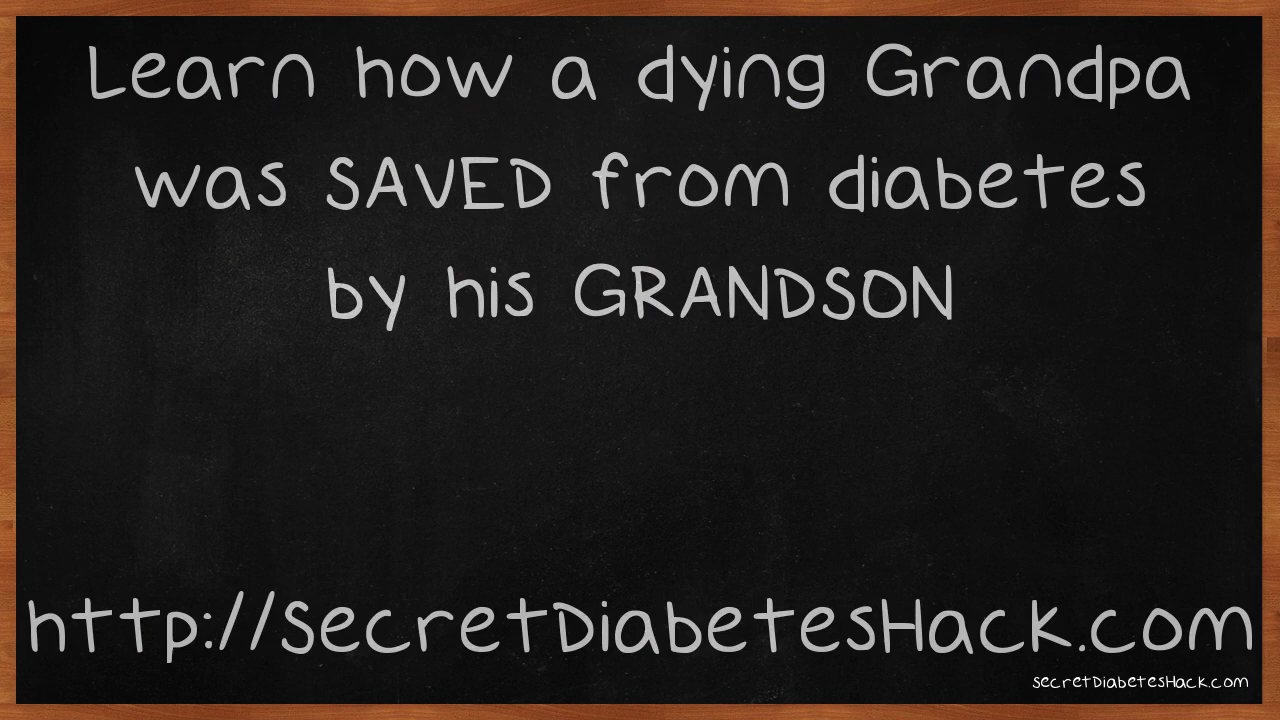 Learn how a dying Grandpa
was SAVED from diabetes
by his GRANDSON
http://SecretDiabetesHack.com
SecretDiabetesHack.com